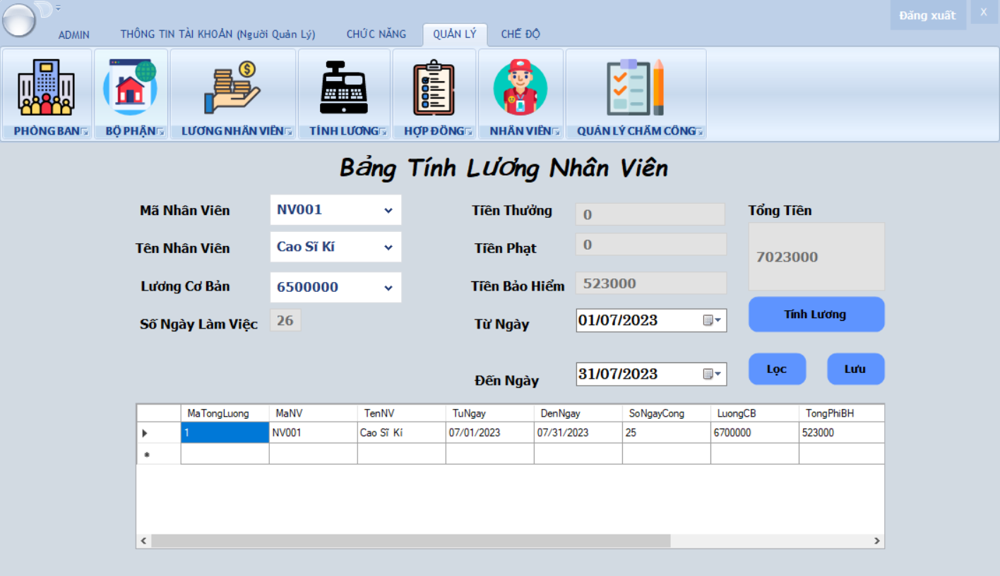 Đăng xuất X
ADMIN THÔNG TIN TÀI KHOẢN (Người Quản Lý) CHỨC NĂNG QUẢN LÝ CHẾ ĐỘ
PHÒNG BAN BỘ PHẬN LƯƠNG NHÂN VIÊN TÍNH LƯƠNG HỢP ĐỒNG NHÂN VIÊN QUẢN LÝ CHẤM CÔNG
Bảng Tính Lương Nhân Viên
Mã Nhân Viên NV001 Tiền Thưởng 0 Tổng Tiền
Tên Nhân Viên Cao Sĩ Kí Tiền Phạt 0 7023000
Lương Cơ Bản 6500000 Tiền Bảo Hiểm 523000
Số Ngày Làm Việc 26 Từ Ngày 01/07/2023 Tính Lương
Đến Ngày 31/07/2023 Lọc Lưu
MaTongLuong MaNV TenNV TuNgay DenNgay SoNgayCong LuongCB TongPhiBH
1 NV001 Cao Sĩ Kí 07/01/2023 07/31/2023 25 6700000 523000